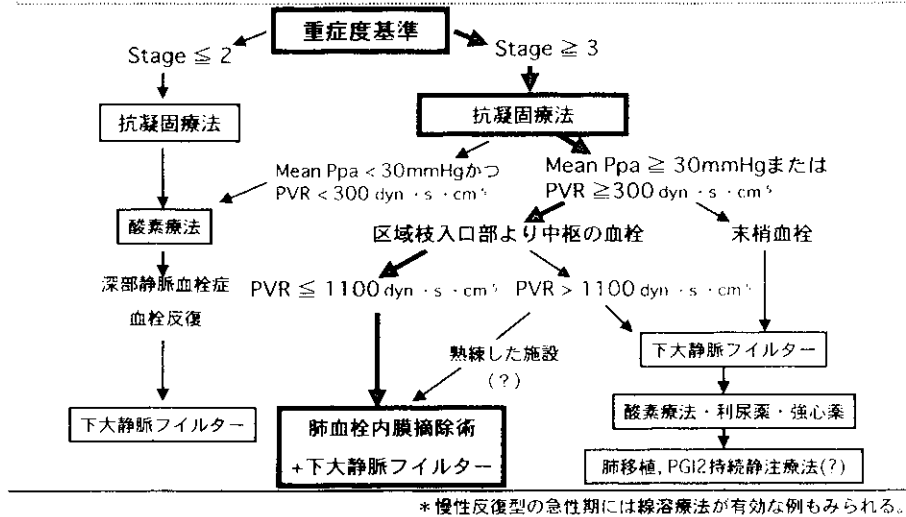 重症度基準
Stage ≦ 2
Stage ≧ 3
抗凝固療法
抗凝固療法
Mean Ppa < 30mmHgかつ
PVR < 300 dyn・s・cm⁻⁵
Mean Ppa ≧ 30mmHgまたは
PVR ≧300 dyn・s・cm⁻⁵
酸素療法
区域枝入口部より中枢の血栓
末梢血栓
深部静脈血栓症
血栓反復
PVR ≦ 1100 dyn・s・cm⁻⁵
PVR > 1100 dyn・s・cm⁻⁵
熟練した施設
(?)
下大静脈フィルター
下大静脈フィルター
肺血栓内膜摘除術
+下大静脈フィルター
酸素療法・利尿薬・強心薬
肺移植, PGI2持続静注療法(?)
*慢性反復型の急性期には線溶療法が有効な例もみられる。